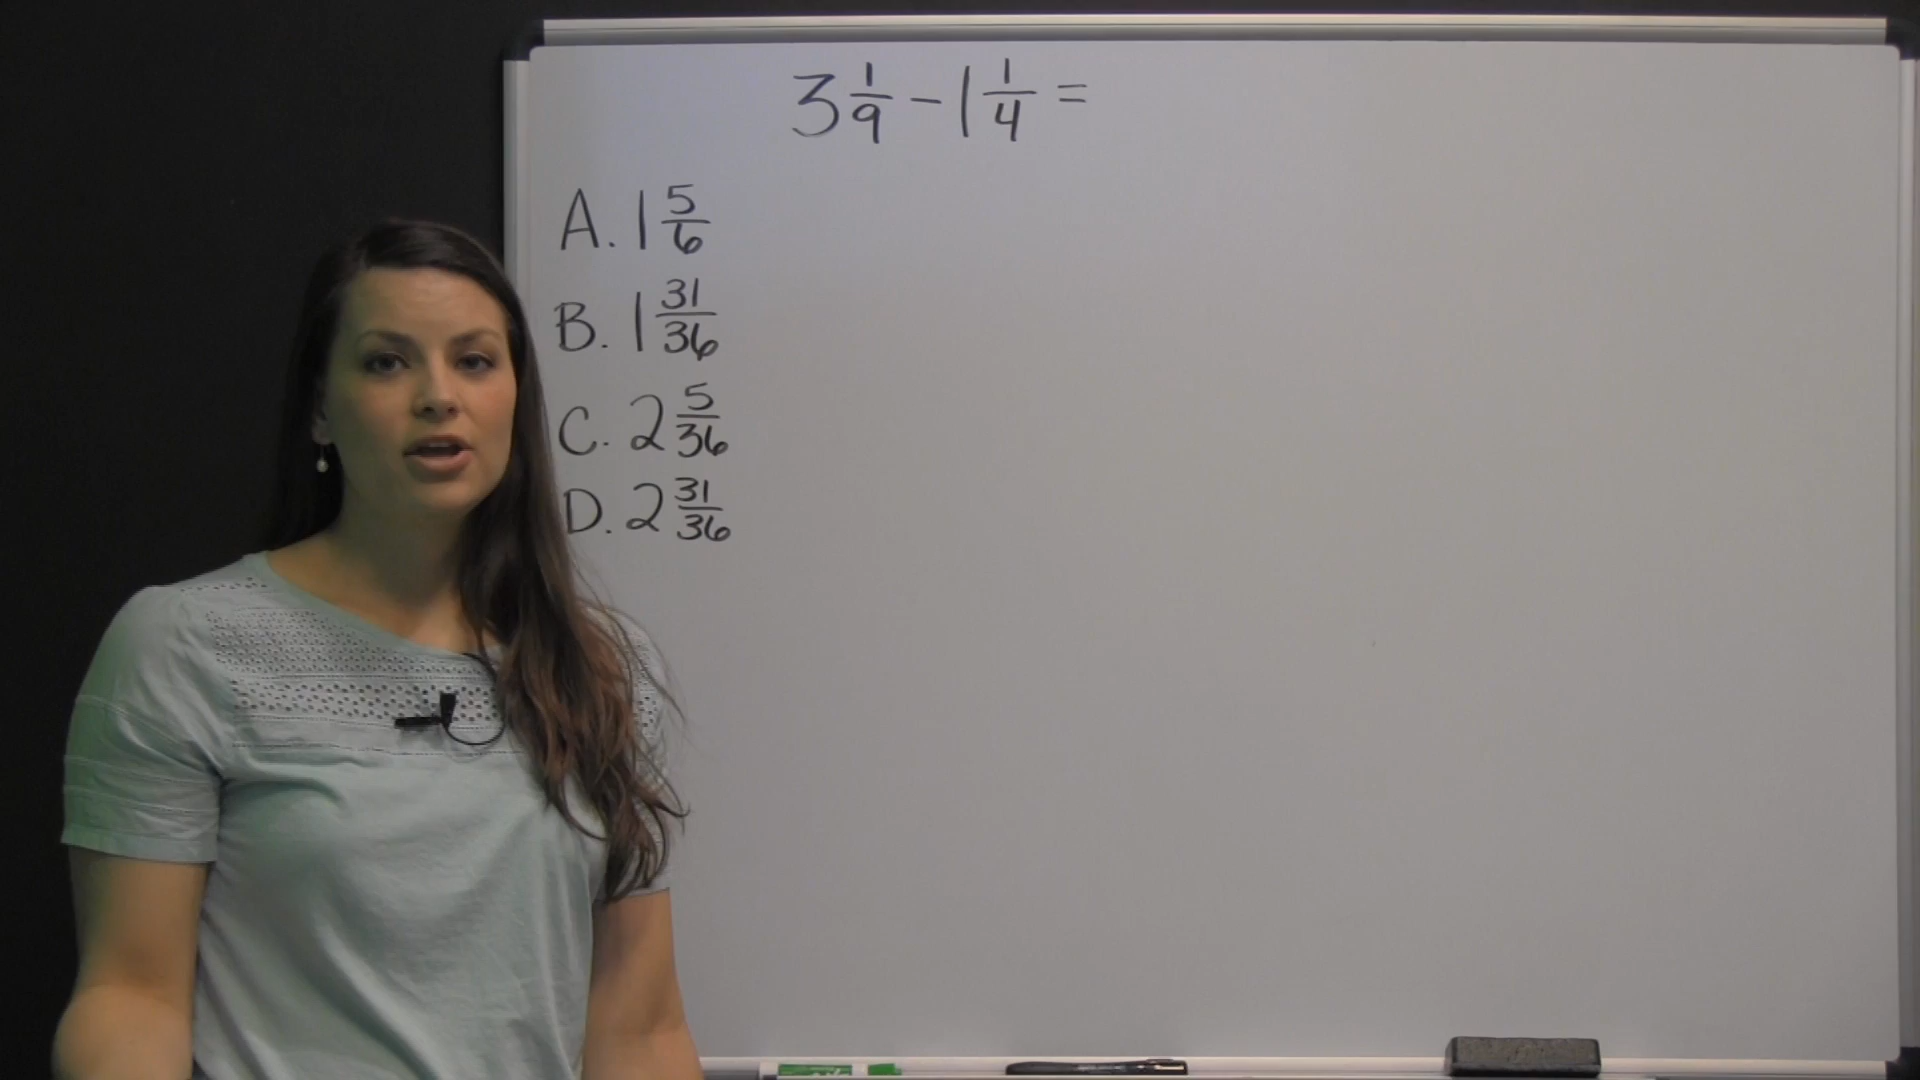 3 1/9 - 1 1/4 =
A. 1 5/6
B. 1 31/36
C. 2 5/36
D. 2 31/36